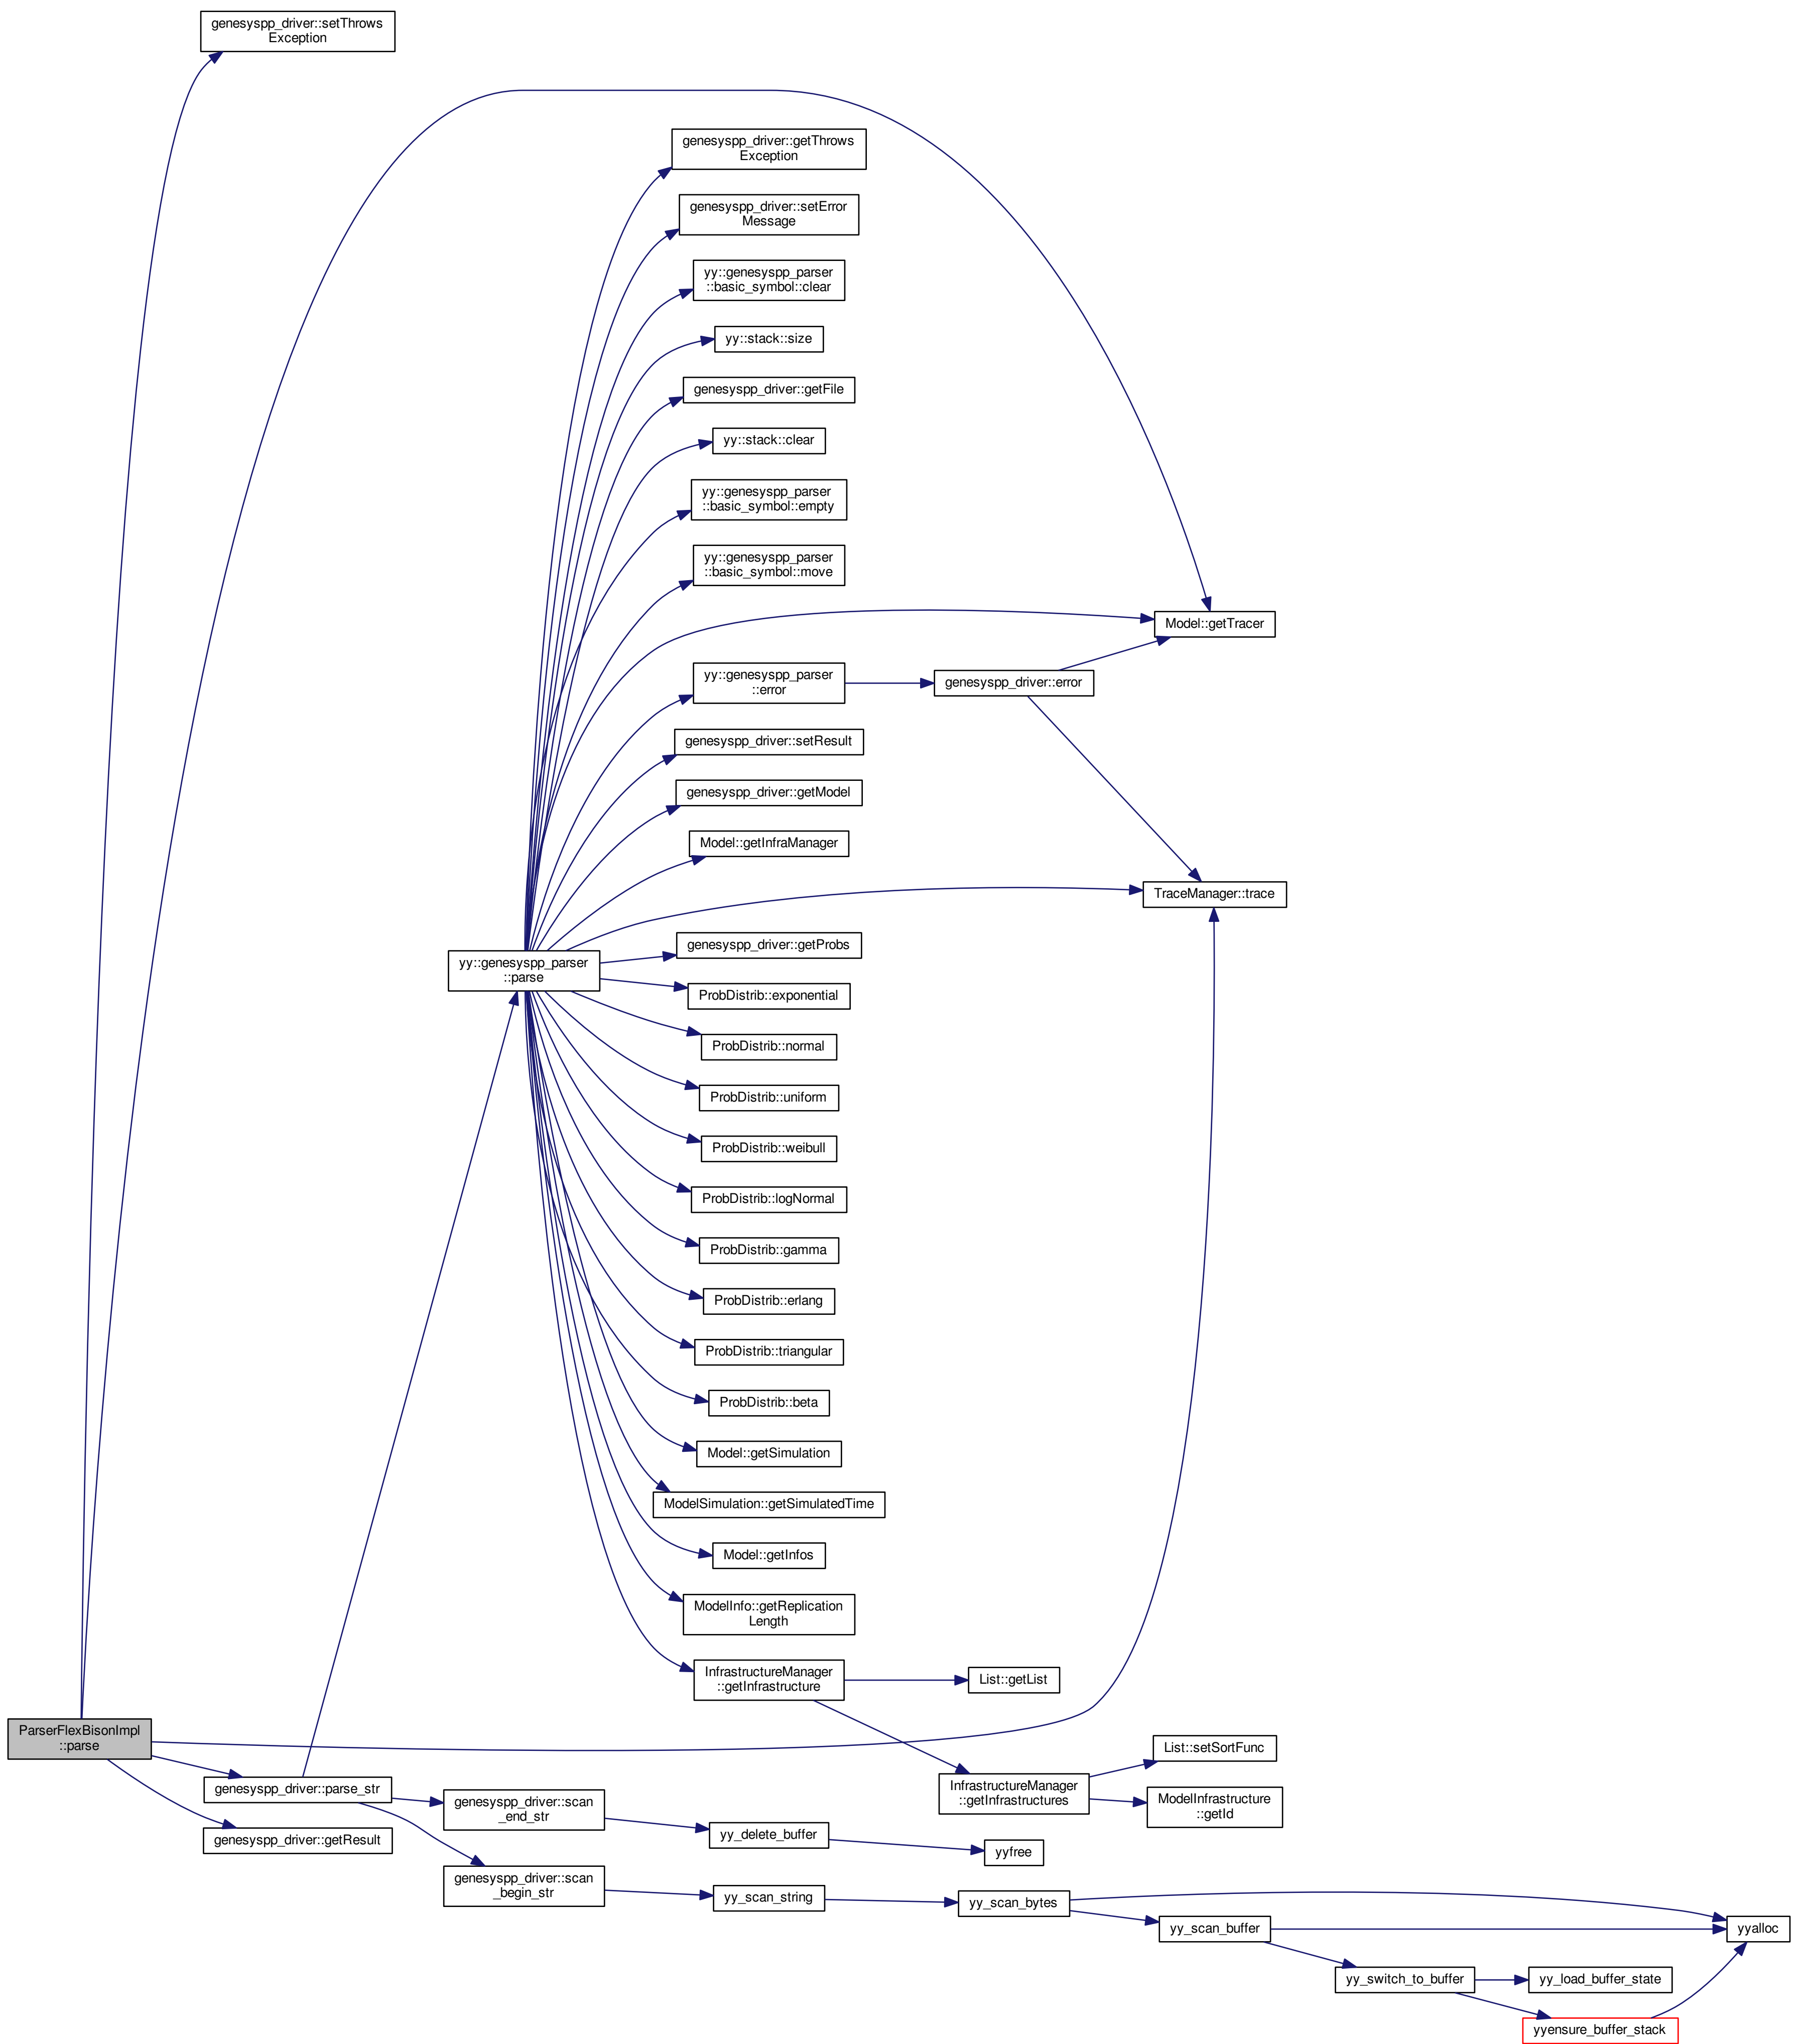 genesyspp_driver::setThrows
Exception
genesyspp_driver::getThrows
Exception
genesyspp_driver::setError
Message
yy::genesyspp_parser
::basic_symbol::clear
yy::stack::size
genesyspp_driver::getFile
yy::stack::clear
yy::genesyspp_parser
::basic_symbol::empty
yy::genesyspp_parser
::basic_symbol::move
Model::getTracer
yy::genesyspp_parser
::error
genesyspp_driver::error
genesyspp_driver::setResult
genesyspp_driver::getModel
Model::getInfraManager
TraceManager::trace
genesyspp_driver::getProbs
yy::genesyspp_parser
::parse
ProbDistrib::exponential
ProbDistrib::normal
ProbDistrib::uniform
ProbDistrib::weibull
ProbDistrib::logNormal
ProbDistrib::gamma
ProbDistrib::erlang
ProbDistrib::triangular
ProbDistrib::beta
Model::getSimulation
ModelSimulation::getSimulatedTime
Model::getInfos
ModelInfo::getReplication
Length
InfrastructureManager
::getInfrastructure
List::getList
ParserFlexBisonImpl
::parse
List::setSortFunc
genesyspp_driver::parse_str
InfrastructureManager
::getInfrastructures
ModelInfrastructure
::getId
genesyspp_driver::scan
_end_str
genesyspp_driver::getResult
yy_delete_buffer
yyfree
genesyspp_driver::scan
_begin_str
yy_scan_string
yy_scan_bytes
yy_scan_buffer
yyalloc
yy_switch_to_buffer
yy_load_buffer_state
yyensure_buffer_stack